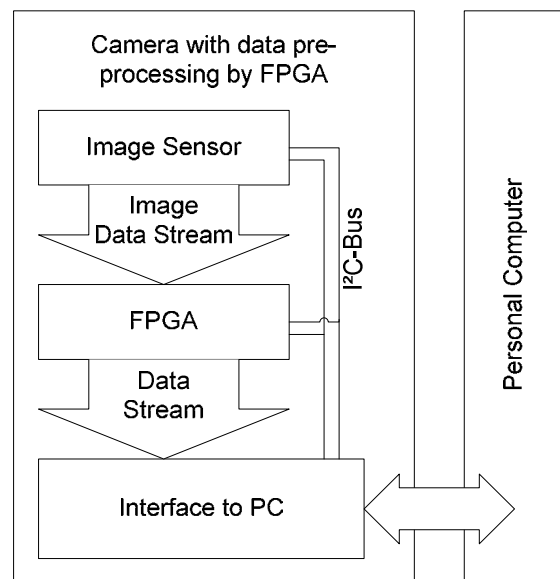 Camera with data pre-
processing by FPGA
Image Sensor
Image
Data Stream
I²C-Bus
FPGA
Data
Stream
Interface to PC
Personal Computer